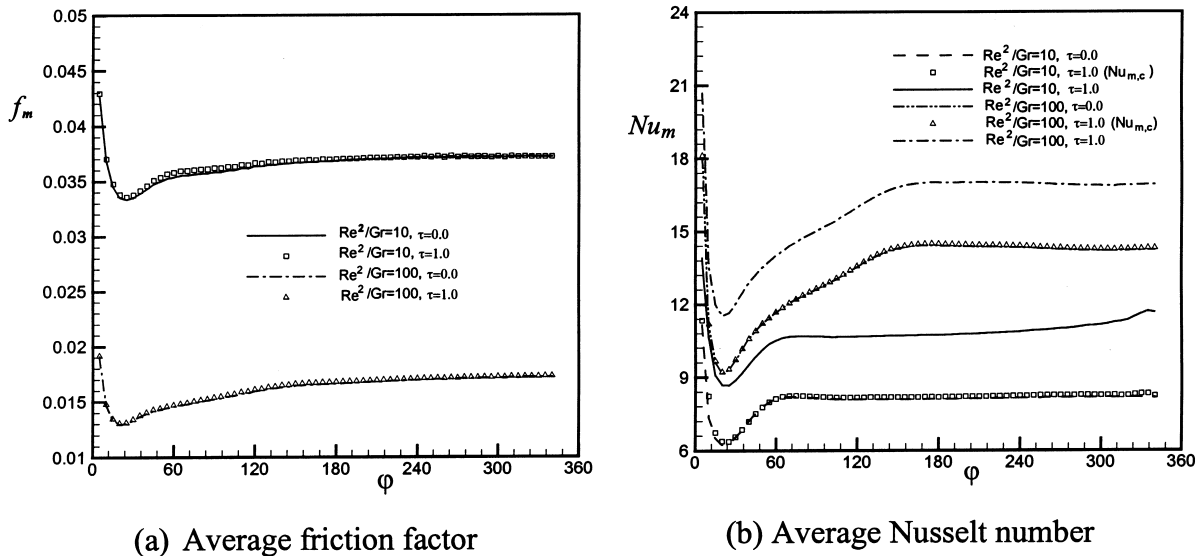 0.05
0.045
0.04
0.035
0.03
0.025
0.02
0.015
0.01
f_m
0 60 120 180 240 300 360
φ
Re²/Gr=10, τ=0.0
Re²/Gr=10, τ=1.0
Re²/Gr=100, τ=0.0
Re²/Gr=100, τ=1.0
(a) Average friction factor
24
21
18
15
12
9
6
Nu_m
0 60 120 180 240 300 360
φ
Re²/Gr=10, τ=0.0
Re²/Gr=10, τ=1.0 (Nu_m,c)
Re²/Gr=10, τ=1.0
Re²/Gr=100, τ=0.0
Re²/Gr=100, τ=1.0 (Nu_m,c)
Re²/Gr=100, τ=1.0
(b) Average Nusselt number